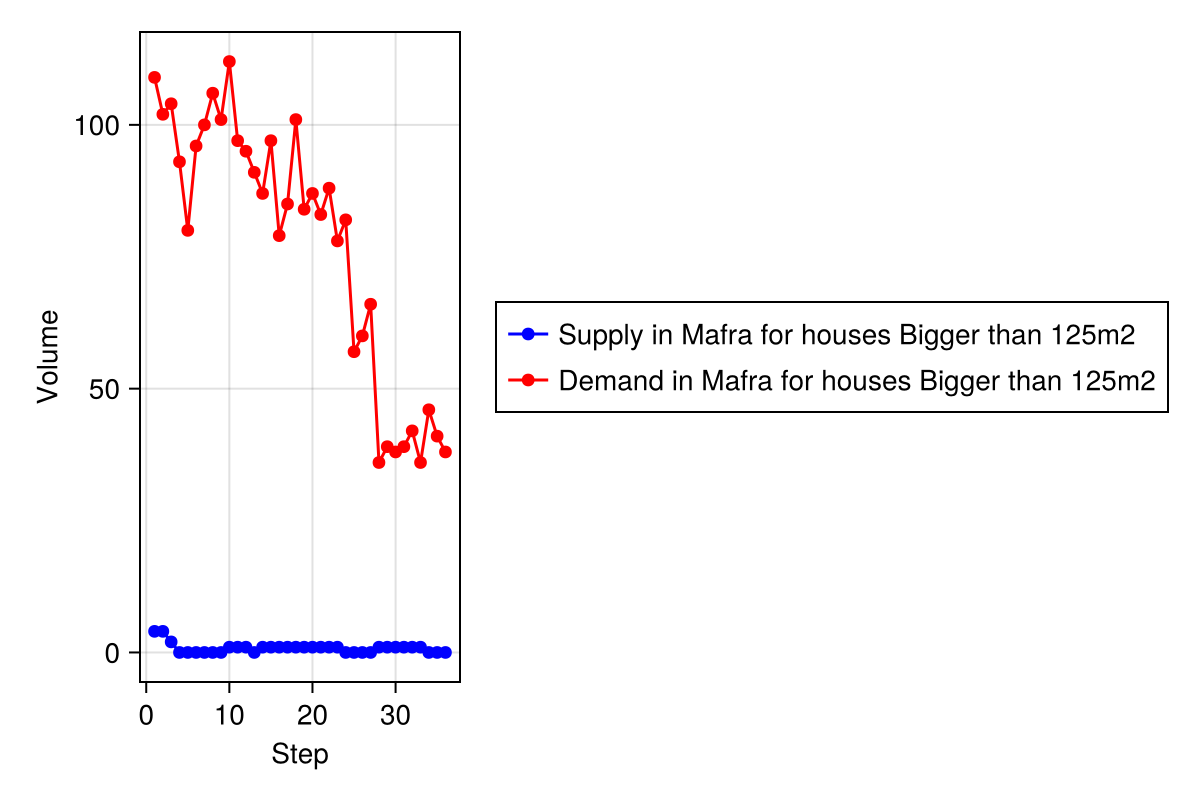 100
50
0
Volume
0 10 20 30
Step
Supply in Mafra for houses Bigger than 125m2
Demand in Mafra for houses Bigger than 125m2